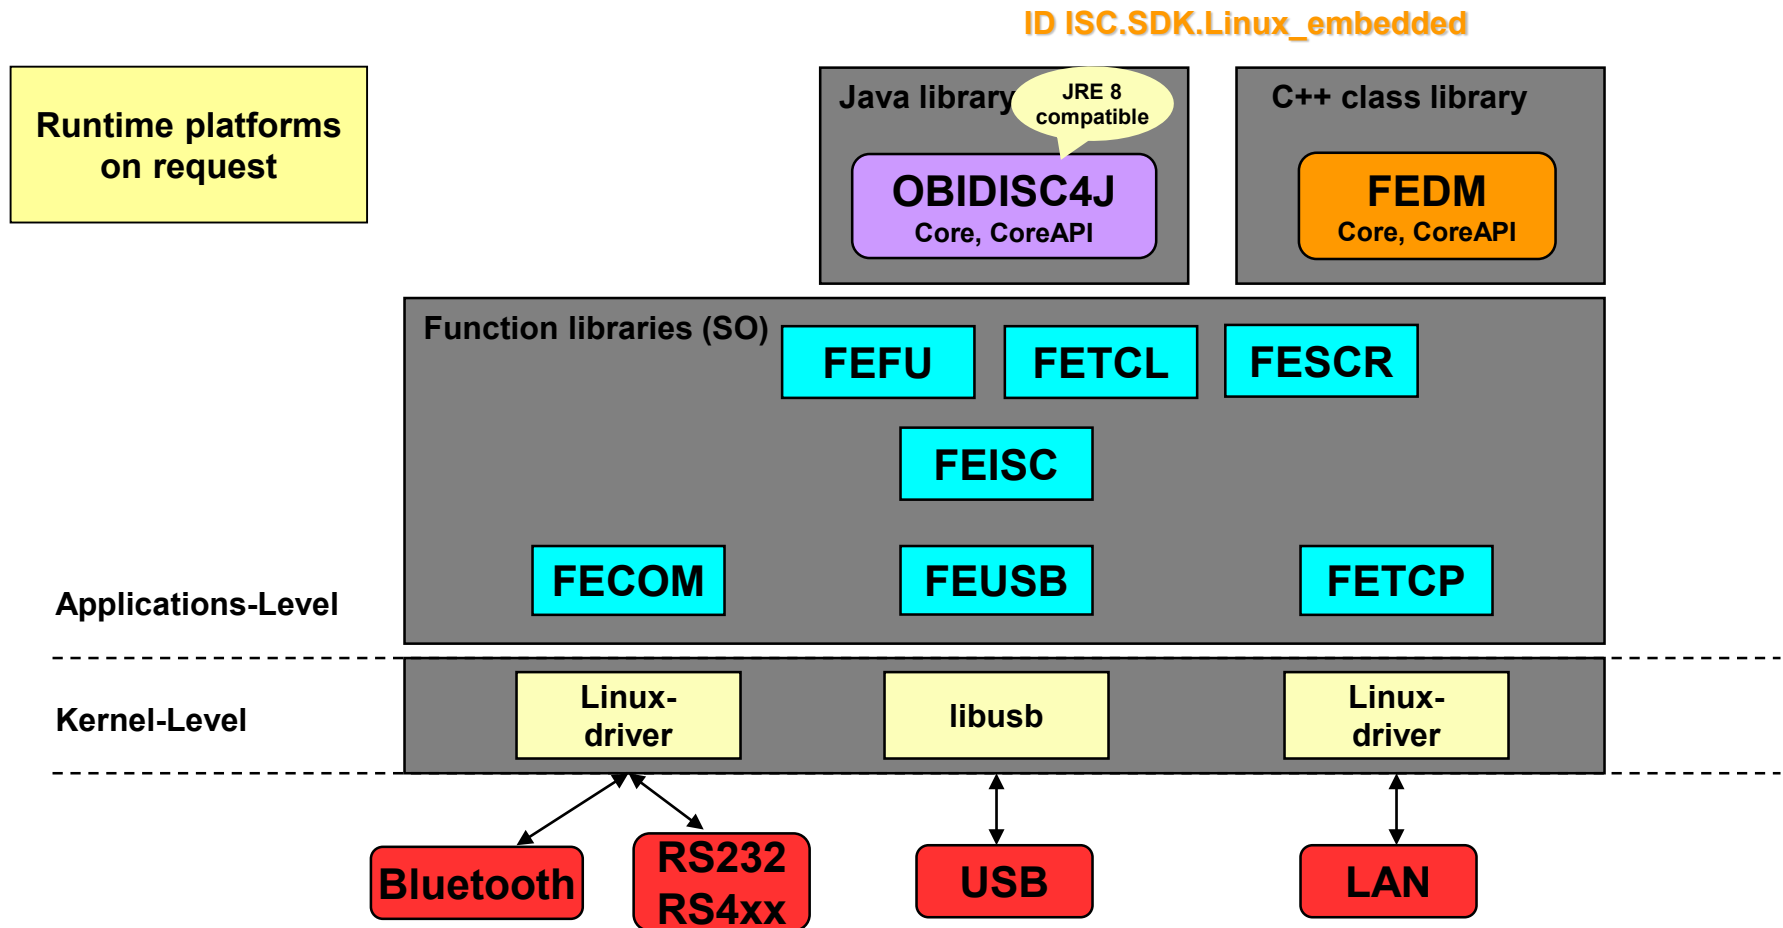 ID ISC.SDK.Linux_embedded
Runtime platforms
on request
Java library
JRE 8
compatible
OBIDISC4J
Core, CoreAPI
C++ class library
FEDM
Core, CoreAPI
Function libraries (SO)
FEFU
FETCL
FESCR
FEISC
FECOM
FEUSB
FETCP
Applications-Level
Kernel-Level
Linux-
driver
libusb
Linux-
driver
Bluetooth
RS232
RS4xx
USB
LAN